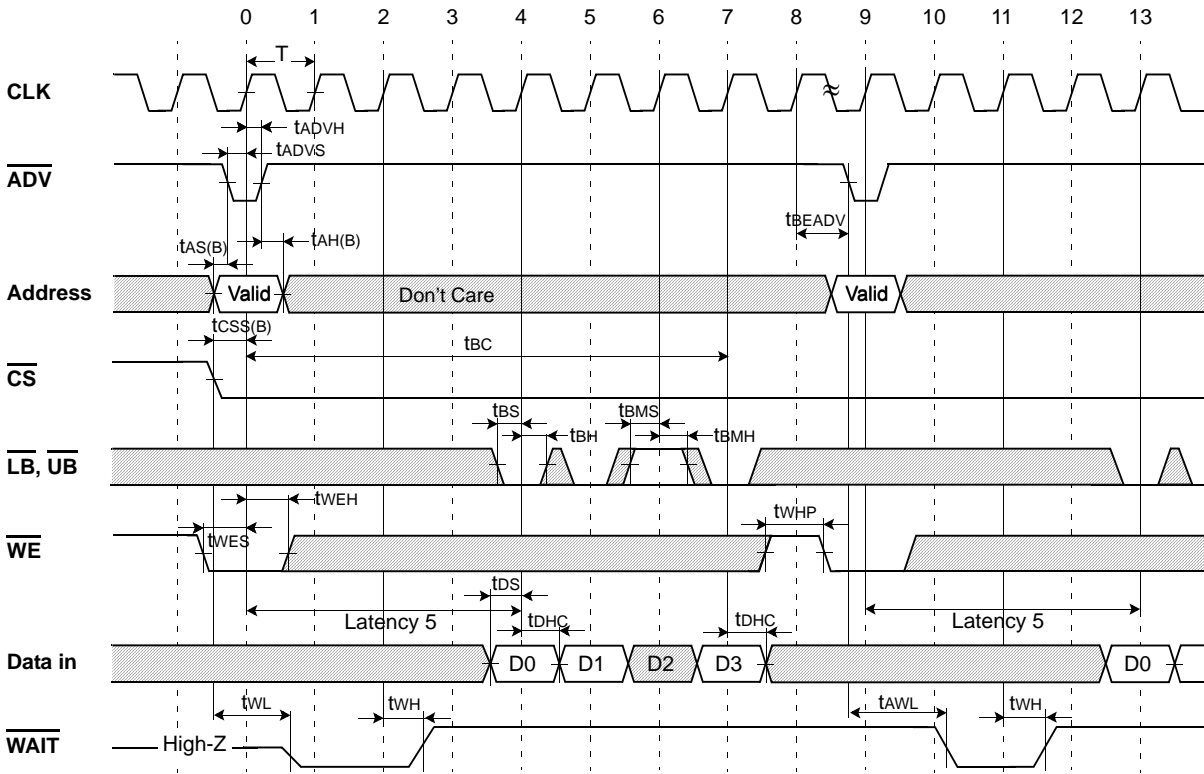 0 1 2 3 4 5 6 7 8 9 10 11 12 13
T
CLK
tADVH
tADVS
ADV
tBEADV
tAS(B) tAH(B)
Address Valid Don't Care Valid
tCSS(B)
tBC
CS
tBS tBMS
tBH tBMH
LB, UB
tWEH
tWHP
tWES
WE
tDS
Latency 5 Latency 5
tDHC tDHC
Data in D0 D1 D2 D3 D0
tWL tWH tAWL tWH
WAIT High-Z